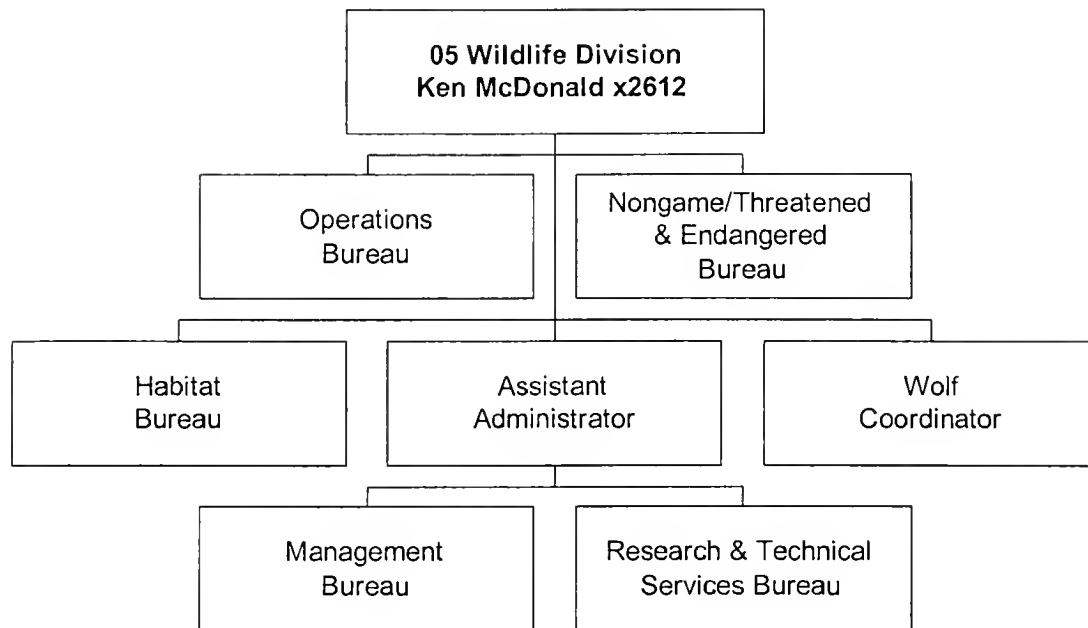 05 Wildlife Division
Ken McDonald x2612
Operations
Bureau
Nongame/Threatened
& Endangered
Bureau
Habitat
Bureau
Assistant
Administrator
Wolf
Coordinator
Management
Bureau
Research & Technical
Services Bureau